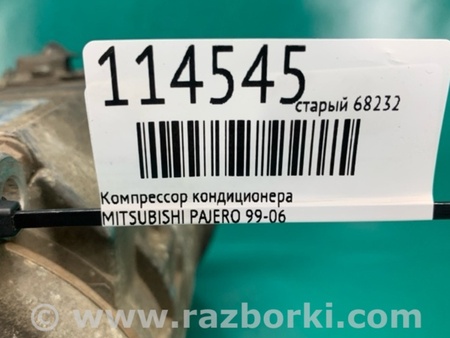 114545
старый 68232
Компрессор кондиционера
MITSUBISHI PAJERO 99-06
www.razborki.com